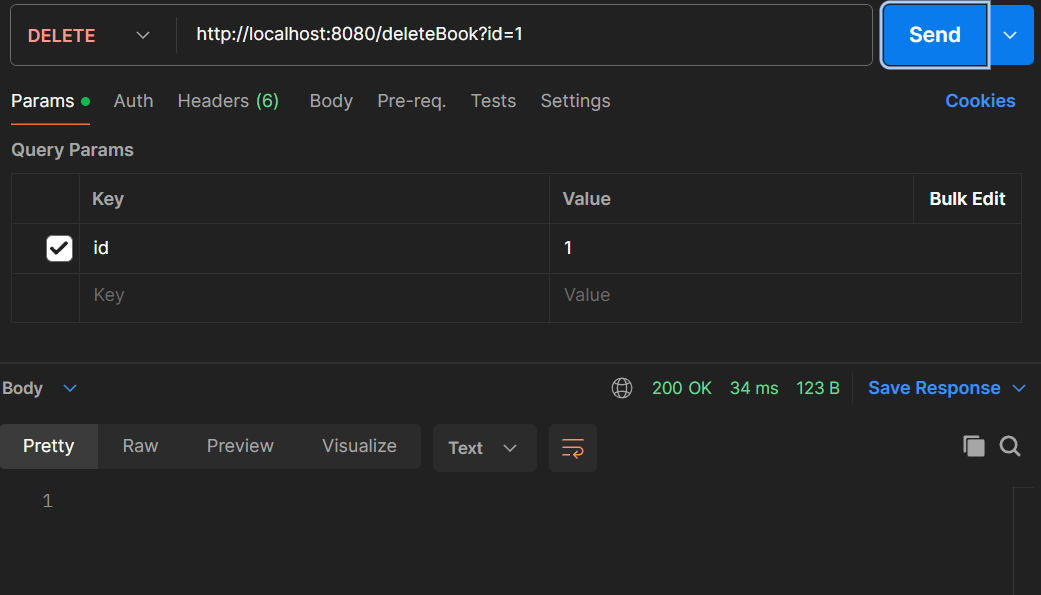 DELETE http://localhost:8080/deleteBook?id=1 Send
Params Auth Headers (6) Body Pre-req. Tests Settings Cookies
Query Params
Key Value Bulk Edit
id 1
Key Value
Body 200 OK 34 ms 123 B Save Response
Pretty Raw Preview Visualize Text
1